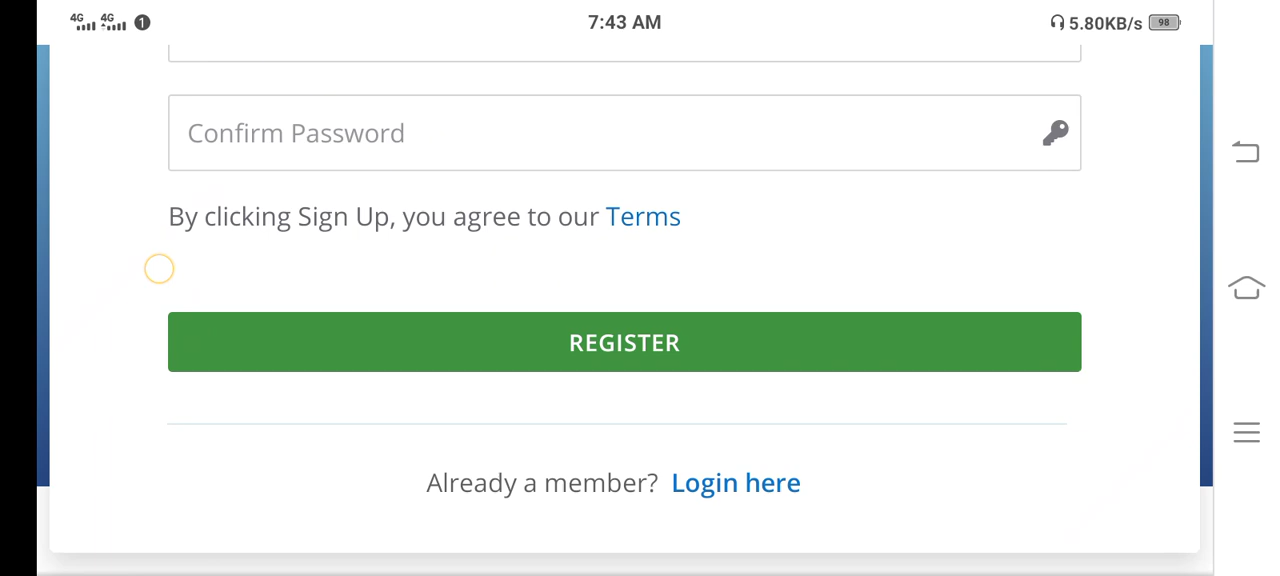 4G 4G 1 7:43 AM 5.80KB/s 98
Confirm Password
By clicking Sign Up, you agree to our Terms
REGISTER
Already a member? Login here